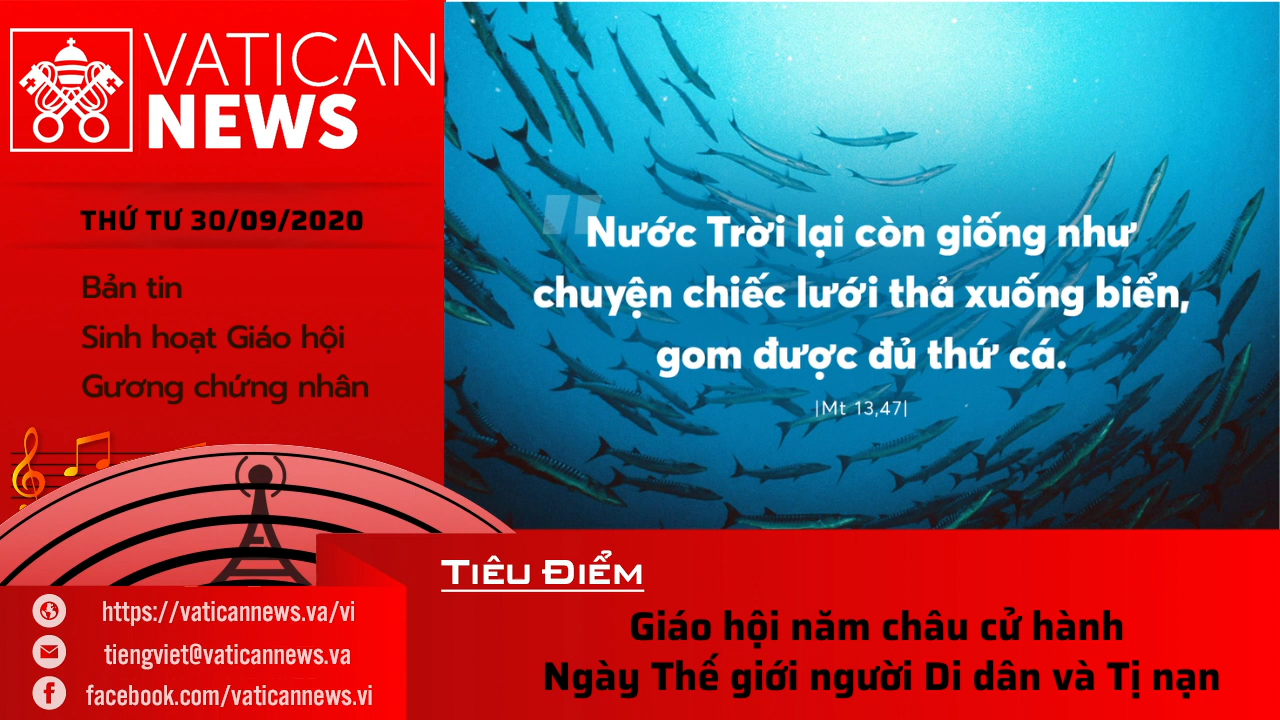 VATICAN
NEWS
THỨ TƯ 30/09/2020
Bản tin
Sinh hoạt Giáo hội
Gương chứng nhân
"Nước Trời lại còn giống như
chuyện chiếc lưới thả xuống biển,
gom được đủ thứ cá.
|Mt 13,47|
TIÊU ĐIỂM
Giáo hội năm châu cử hành
Ngày Thế giới người Di dân và Tị nạn
https://vaticannews.va/vi
tiengviet@vaticannews.va
facebook.com/vaticannews.vi